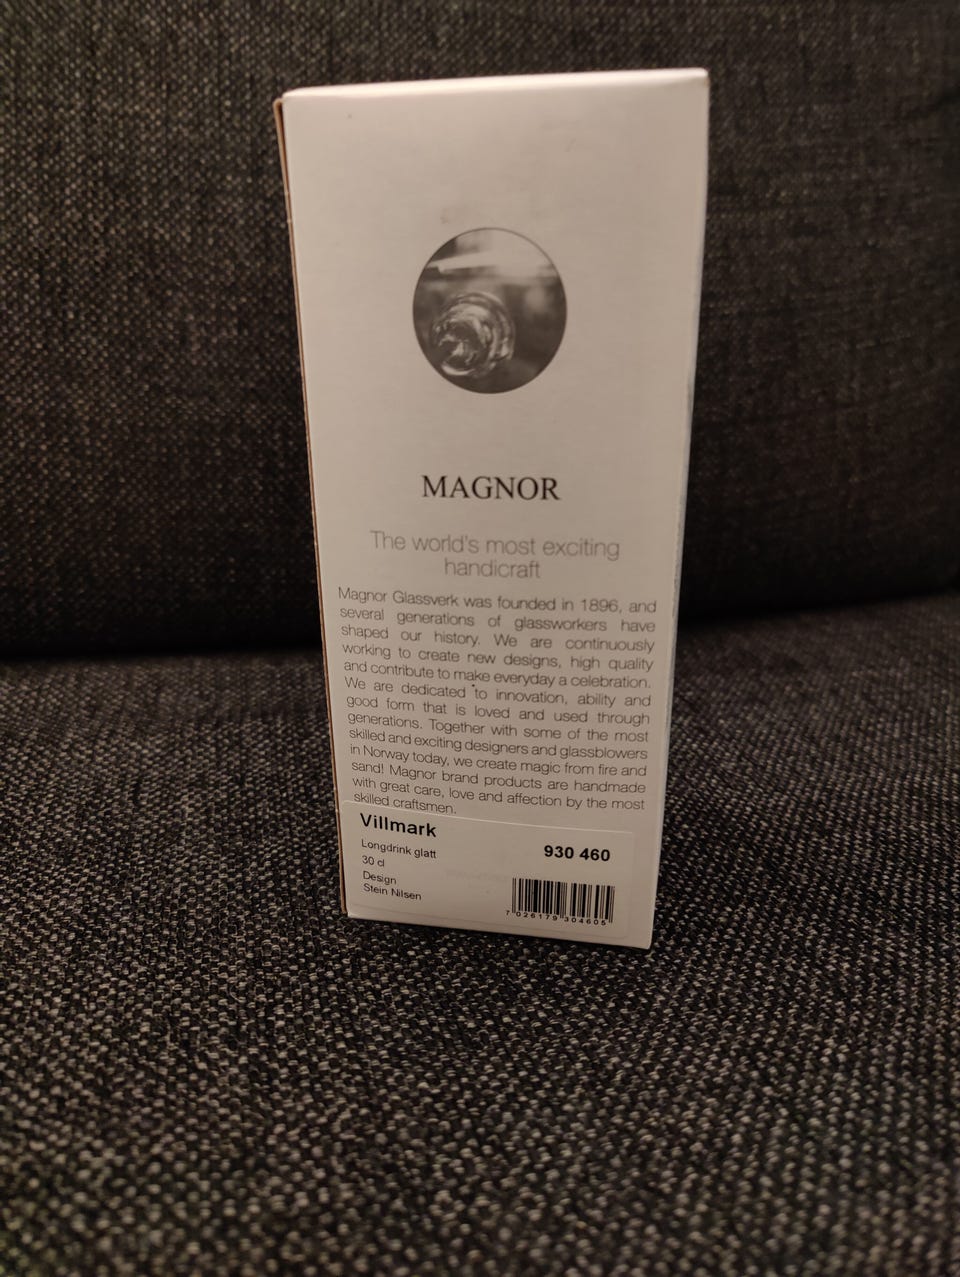 MAGNOR
The world's most exciting
handicraft
Magnor Glassverk was founded in 1896, and
several generations of glassworkers have
shaped our history. We are continuously
working to create new designs, high quality
and contribute to make everyday a celebration.
We are dedicated to innovation, ability and
good form that is loved and used through
generations. Together with some of the most
skilled and exciting designers and glassblowers
in Norway today, we create magic from fire and
sand! Magnor brand products are handmade
with great care, love and affection by the most
skilled craftsmen.
Villmark
930 460
Longdrink glatt
30 cl
Design
Stein Nilsen
7 026179 304605